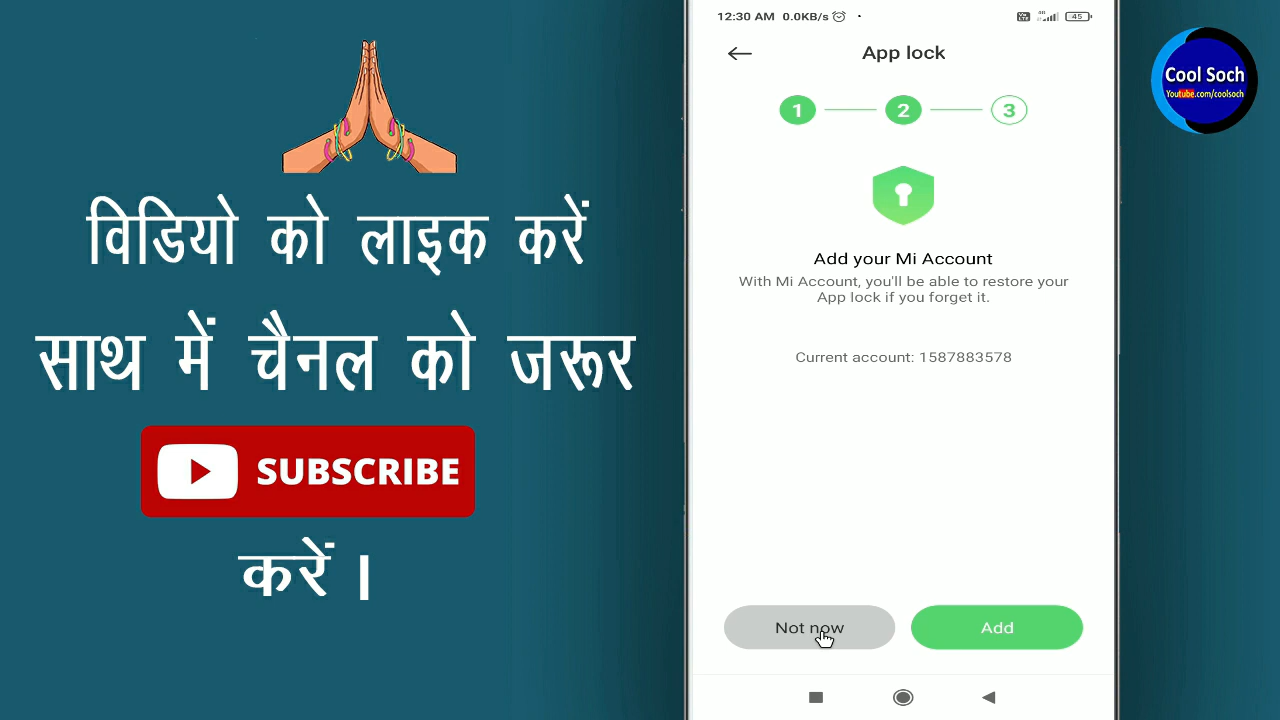 विडियो को लाइक करें
साथ में चैनल को जरूर
SUBSCRIBE
करें ।
12:30 AM 0.0KB/s
45
App lock
1
2
3
Add your Mi Account
With Mi Account, you'll be able to restore your
App lock if you forget it.
Current account: 1587883578
Not now
Add
Cool Soch
Youtube.com/coolsoch